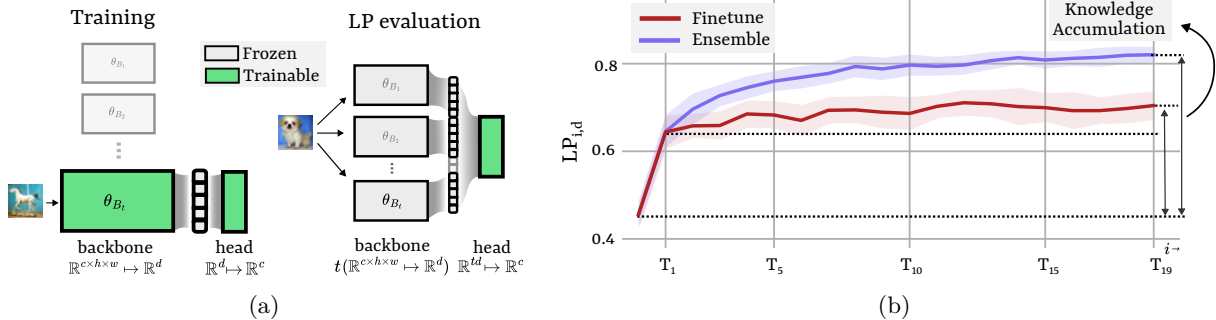 Training
θ_{B_1}
θ_{B_2}
θ_{B_t}
backbone
ℝ^{c×h×w} ↦ ℝ^d
head
ℝ^d ↦ ℝ^c
LP evaluation
Frozen
Trainable
θ_{B_1}
θ_{B_2}
θ_{B_t}
backbone
t(ℝ^{c×h×w} ↦ ℝ^d)
head
ℝ^{td} ↦ ℝ^c
(a)
Finetune
Ensemble
Knowledge
Accumulation
LP_{i,d}
0.8
0.6
0.4
T_1
T_5
T_10
T_15
T_19
i→
(b)